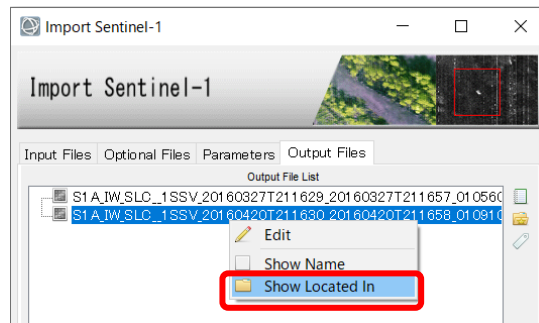 Import Sentinel-1
Import Sentinel-1
Input Files Optional Files Parameters Output Files
Output File List
S1A_IW_SLC__1SSV_20160327T211629_20160327T211657_01056
S1A_IW_SLC__1SSV_20160420T211630_20160420T211658_01091
Edit
Show Name
Show Located In